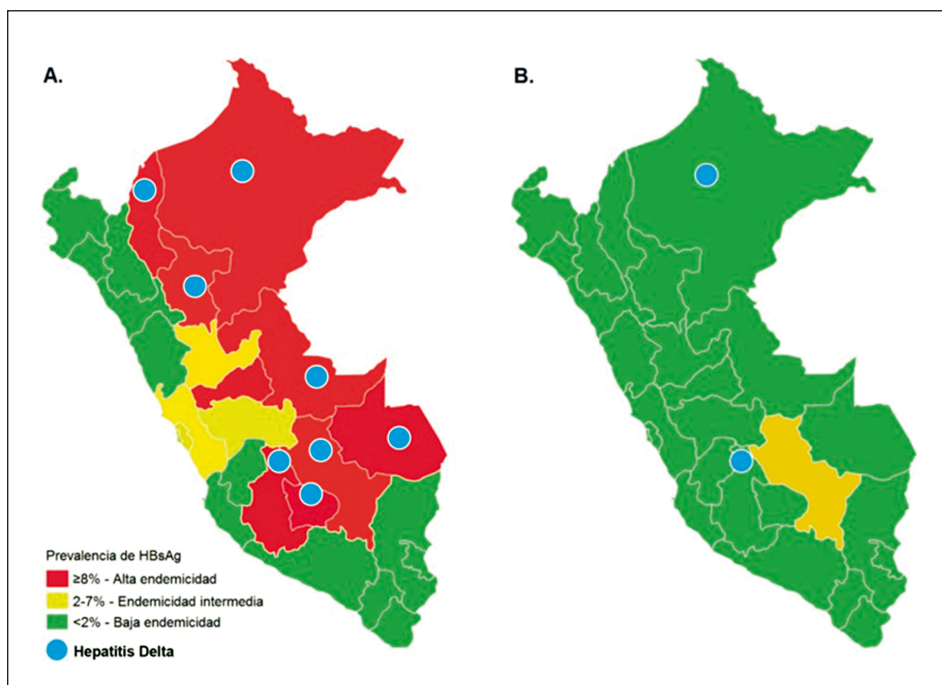 A.
B.
Prevalencia de HBsAg
≥8% - Alta endemicidad
2-7% - Endemicidad intermedia
<2% - Baja endemicidad
Hepatitis Delta